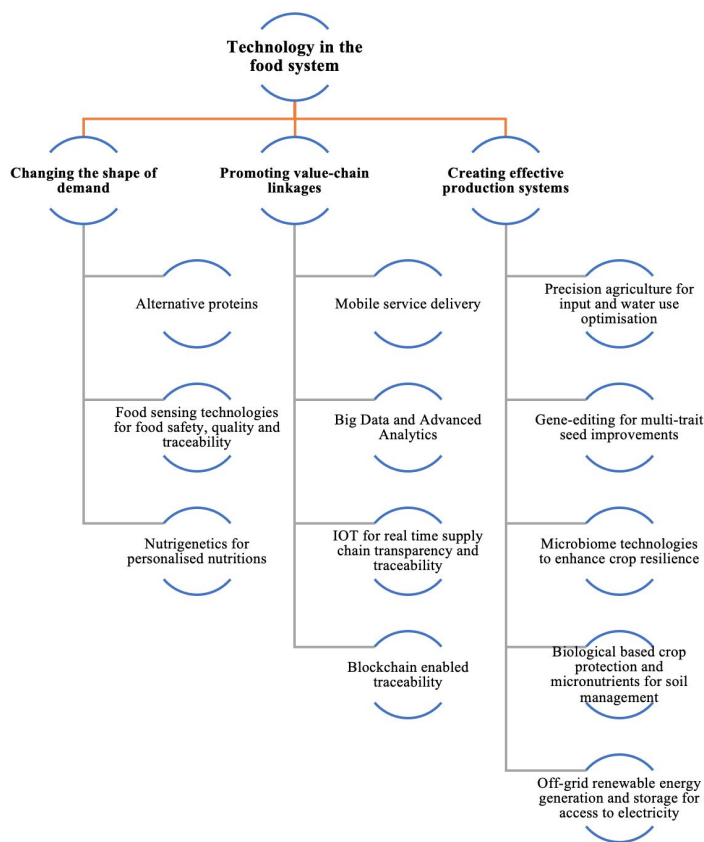 Technology in the
food system
Changing the shape of
demand
Promoting value-chain
linkages
Creating effective
production systems
Alternative proteins
Food sensing technologies
for food safety, quality and
traceability
Nutrigenetics for
personalised nutritions
Mobile service delivery
Big Data and Advanced
Analytics
IOT for real time supply
chain transparency and
traceability
Blockchain enabled
traceability
Precision agriculture for
input and water use
optimisation
Gene-editing for multi-trait
seed improvements
Microbiome technologies
to enhance crop resilience
Biological based crop
protection and
micronutrients for soil
management
Off-grid renewable energy
generation and storage for
access to electricity